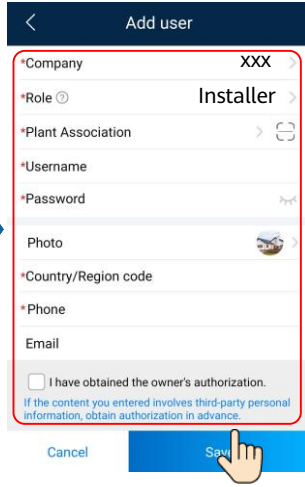 Add user
*Company xxx
*Role Installer
*Plant Association
*Username
*Password
Photo
*Country/Region code
*Phone
Email
I have obtained the owner's authorization.
If the content you entered involves third-party personal
information, obtain authorization in advance.
Cancel